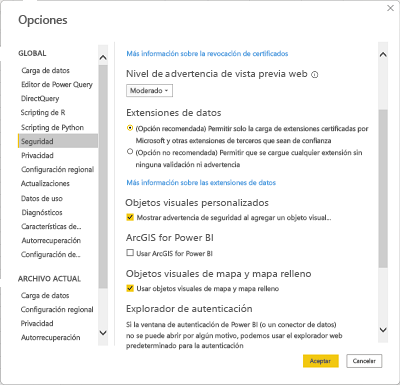 Opciones
GLOBAL
Carga de datos
Editor de Power Query
DirectQuery
Scripting de R
Scripting de Python
Seguridad
Privacidad
Configuración regional
Actualizaciones
Datos de uso
Diagnósticos
Características de...
Autorrecuperación
Configuración de...
ARCHIVO ACTUAL
Carga de datos
Configuración regional
Privacidad
Autorrecuperación
Más información sobre la revocación de certificados
Nivel de advertencia de vista previa web
Moderado
Extensiones de datos
(Opción recomendada) Permitir solo la carga de extensiones certificadas por
Microsoft y otras extensiones de terceros que sean de confianza
(Opción no recomendada) Permitir que se cargue cualquier extensión sin
ninguna validación ni advertencia
Más información sobre las extensiones de datos
Objetos visuales personalizados
Mostrar advertencia de seguridad al agregar un objeto visual...
ArcGIS for Power BI
Usar ArcGIS for Power BI
Objetos visuales de mapa y mapa relleno
Usar objetos visuales de mapa y mapa relleno
Explorador de autenticación
Si la ventana de autenticación de Power BI (o un conector de datos)
no se puede abrir por algún motivo, podemos usar el explorador web
predeterminado para la autenticación
Aceptar
Cancelar